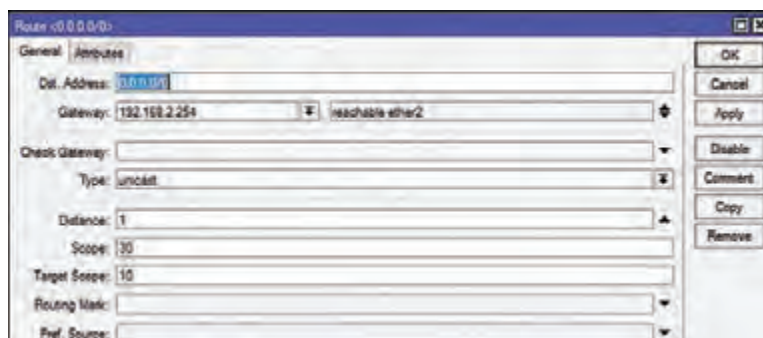 Route <0.0.0.0/0>
General Attributes
OK
Dst. Address: 0.0.0.0/0
Cancel
Gateway: 192.168.2.254 reachable ether2
Apply
Check Gateway:
Disable
Type: unicast
Comment
Copy
Distance: 1
Remove
Scope: 30
Target Scope: 10
Routing Mark:
Pref. Source: